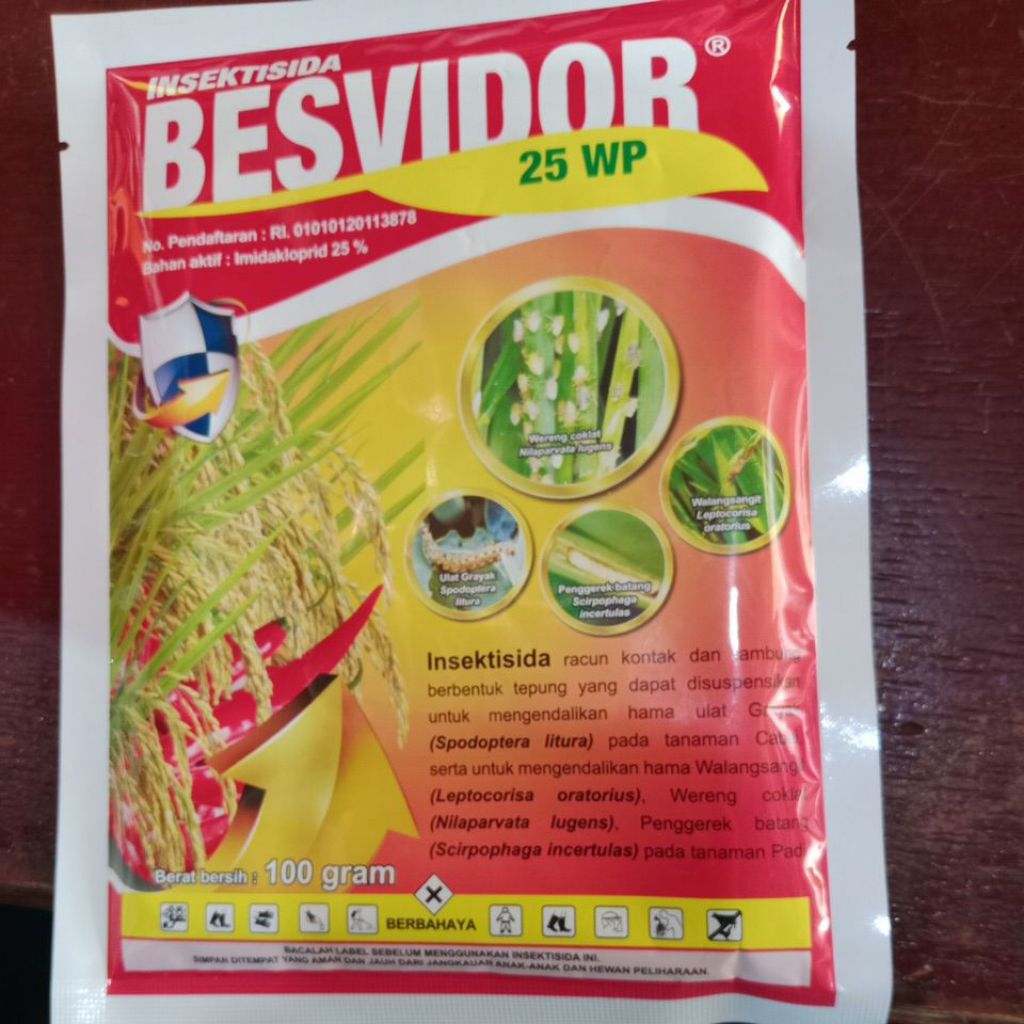 INSEKTISIDA
BESVIDOR®
25 WP
No. Pendaftaran : RI. 01010120113878
Bahan aktif : Imidakloprid 25 %
Wereng coklat
Nilaparvata lugens
Walangsangit
Leptocorisa
oratorius
Ulat Grayak
Spodoptera
litura
Penggerek batang
Scirpophaga
incertulas
Insektisida racun kontak dan lambung
berbentuk tepung yang dapat disuspensikan
untuk mengendalikan hama ulat
(Spodoptera litura) pada tanaman
serta untuk mengendalikan hama Walangsangit
(Leptocorisa oratorius), Wereng coklat
(Nilaparvata lugens), Penggerek batang
(Scirpophaga incertulas) pada tanaman Padi
Berat bersih : 100 gram
BERBAHAYA
BACALAH LABEL SEBELUM MENGGUNAKAN INSEKTISIDA INI.
SIMPAN DITEMPAT YANG AMAN DAN JAUH DARI JANGKAUAN ANAK-ANAK DAN HEWAN PELIHARAAN.